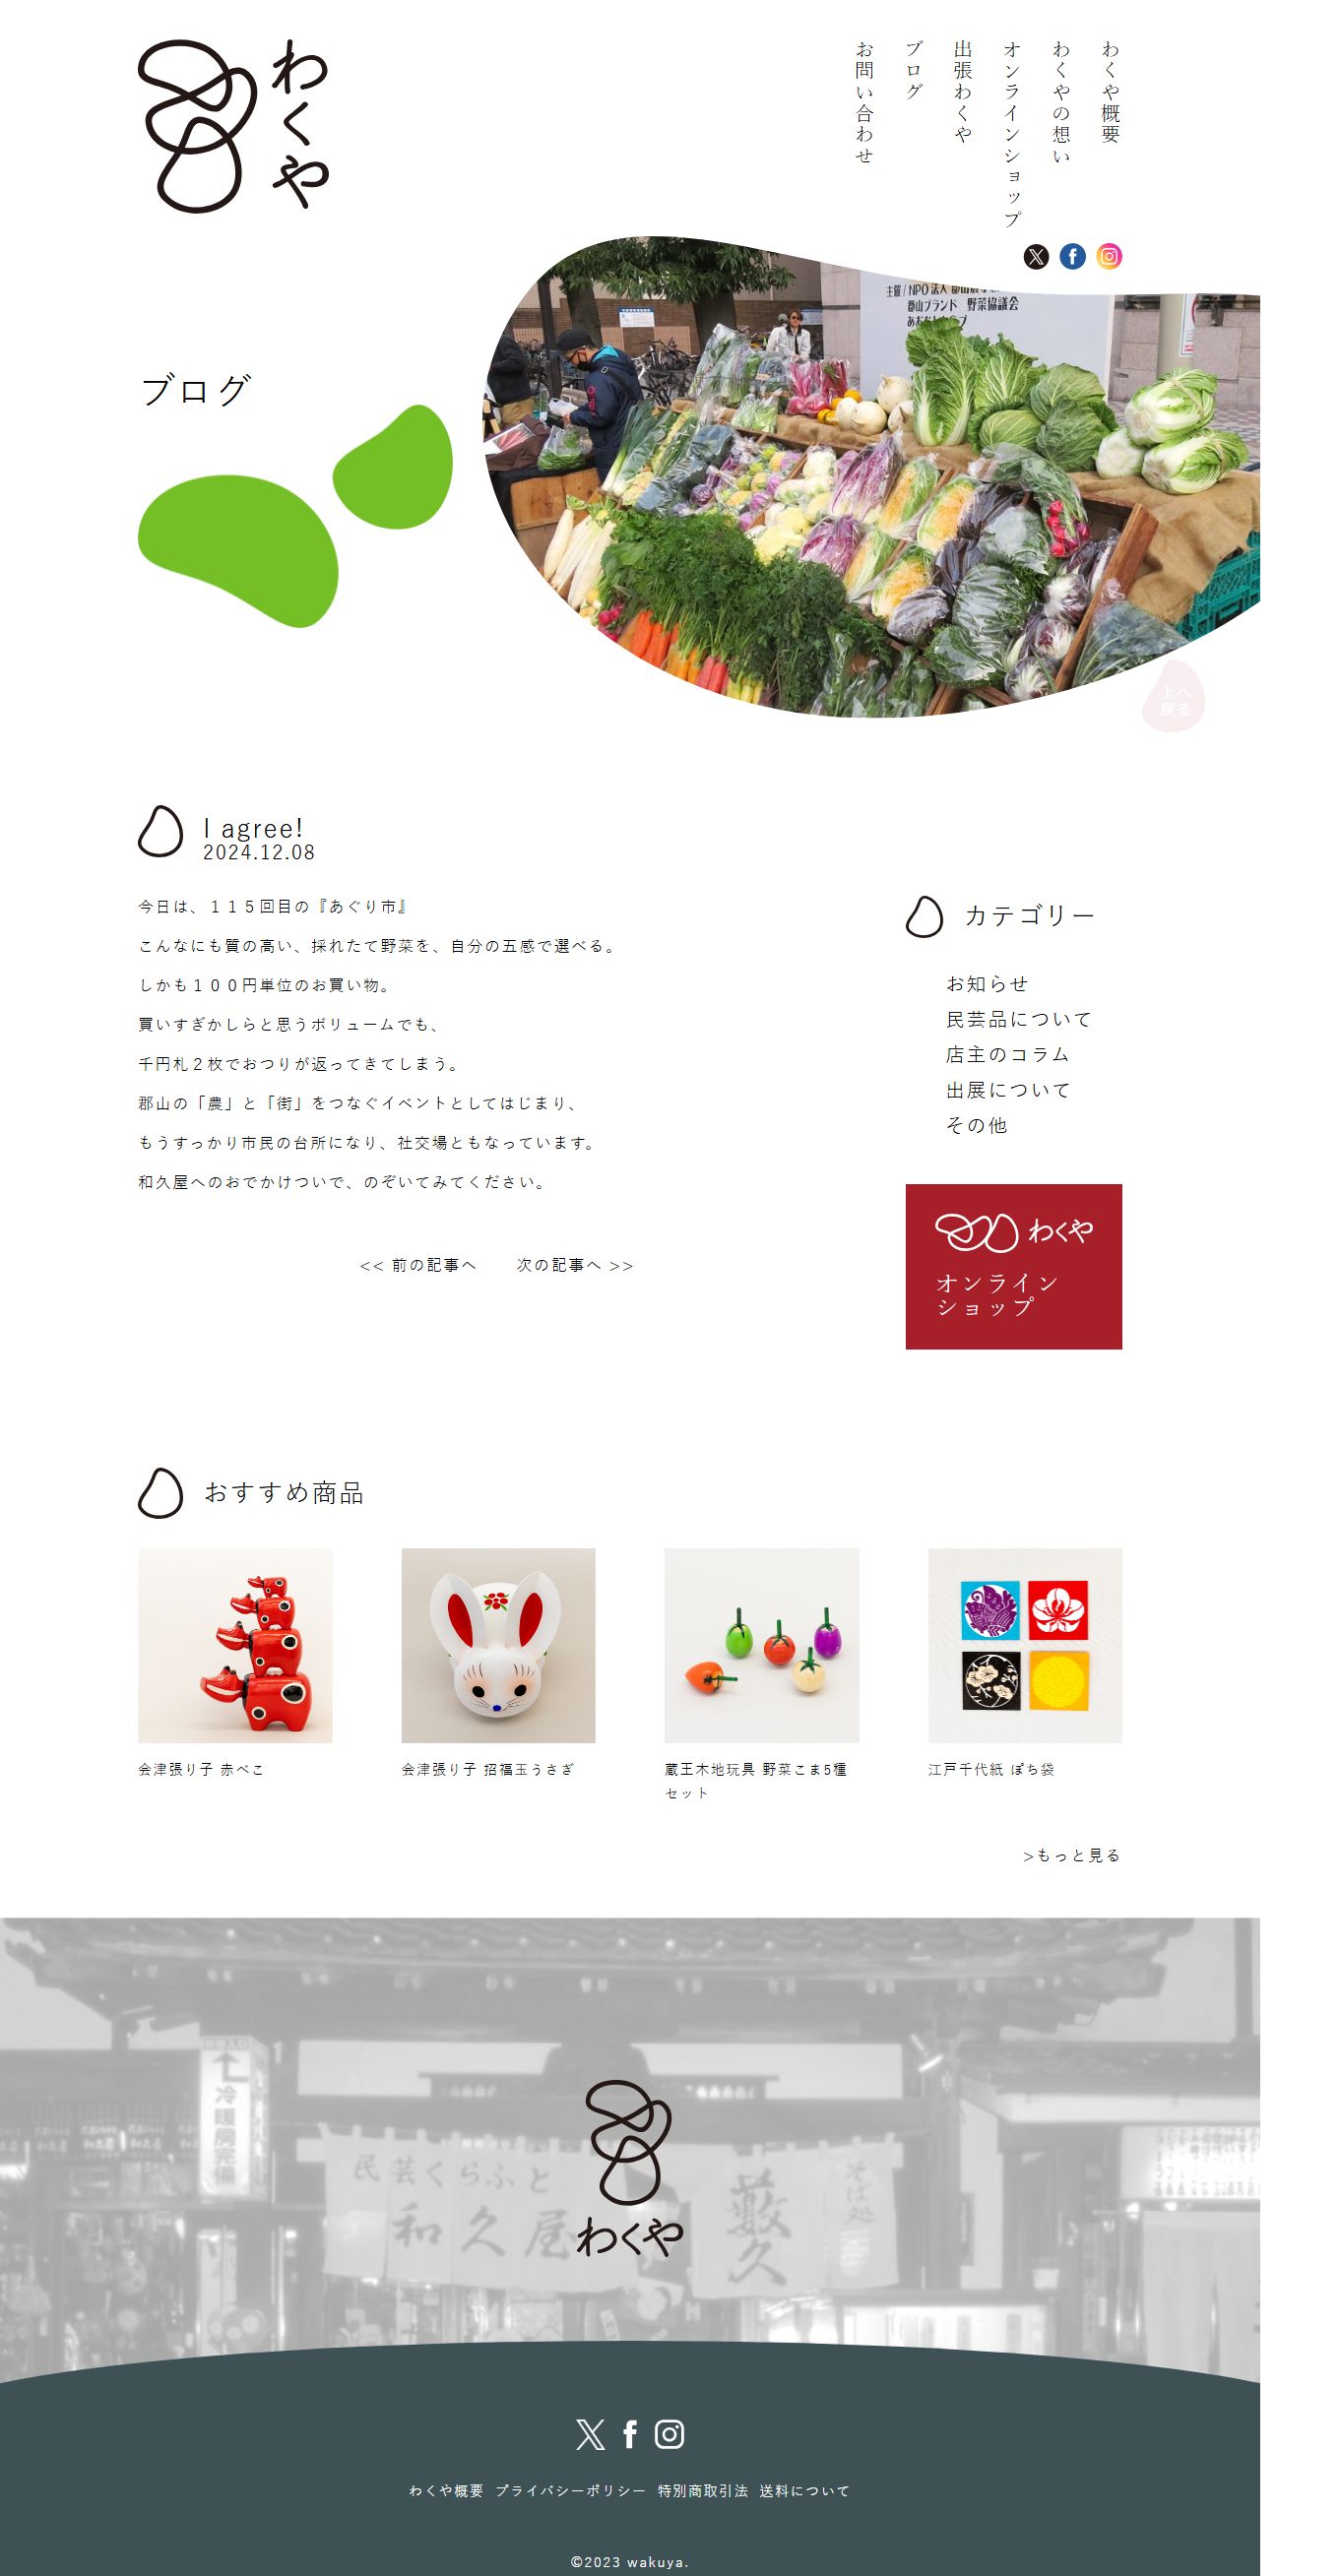 わくや
わくや概要
わくやの想い
オンラインショップ
出張わくや
ブログ
お問い合わせ
主催/NPO法人
郡山ブランド 野菜協議会
ブログ
上へ
戻る
I agree!
2024.12.08
今日は、１１５回目の『あぐり市』
こんなにも質の高い、採れたて野菜を、自分の五感で選べる。
しかも１００円単位のお買い物。
買いすぎかしらと思うボリュームでも、
千円札２枚でおつりが返ってきてしまう。
郡山の「農」と「街」をつなぐイベントとしてはじまり、
もうすっかり市民の台所になり、社交場ともなっています。
和久屋へのおでかけついで、のぞいてみてください。
<< 前の記事へ
次の記事へ >>
カテゴリー
お知らせ
民芸品について
店主のコラム
出展について
その他
わくや
オンライン
ショップ
おすすめ商品
会津張り子 赤べこ
会津張り子 招福玉うさぎ
蔵王木地玩具 野菜こま5種
セット
江戸千代紙 ぽち袋
>もっと見る
冷暖房完備
民芸くらふと
和久屋
そば処
藪久
わくや
わくや概要 プライバシーポリシー 特別商取引法 送料について
©2023 wakuya.